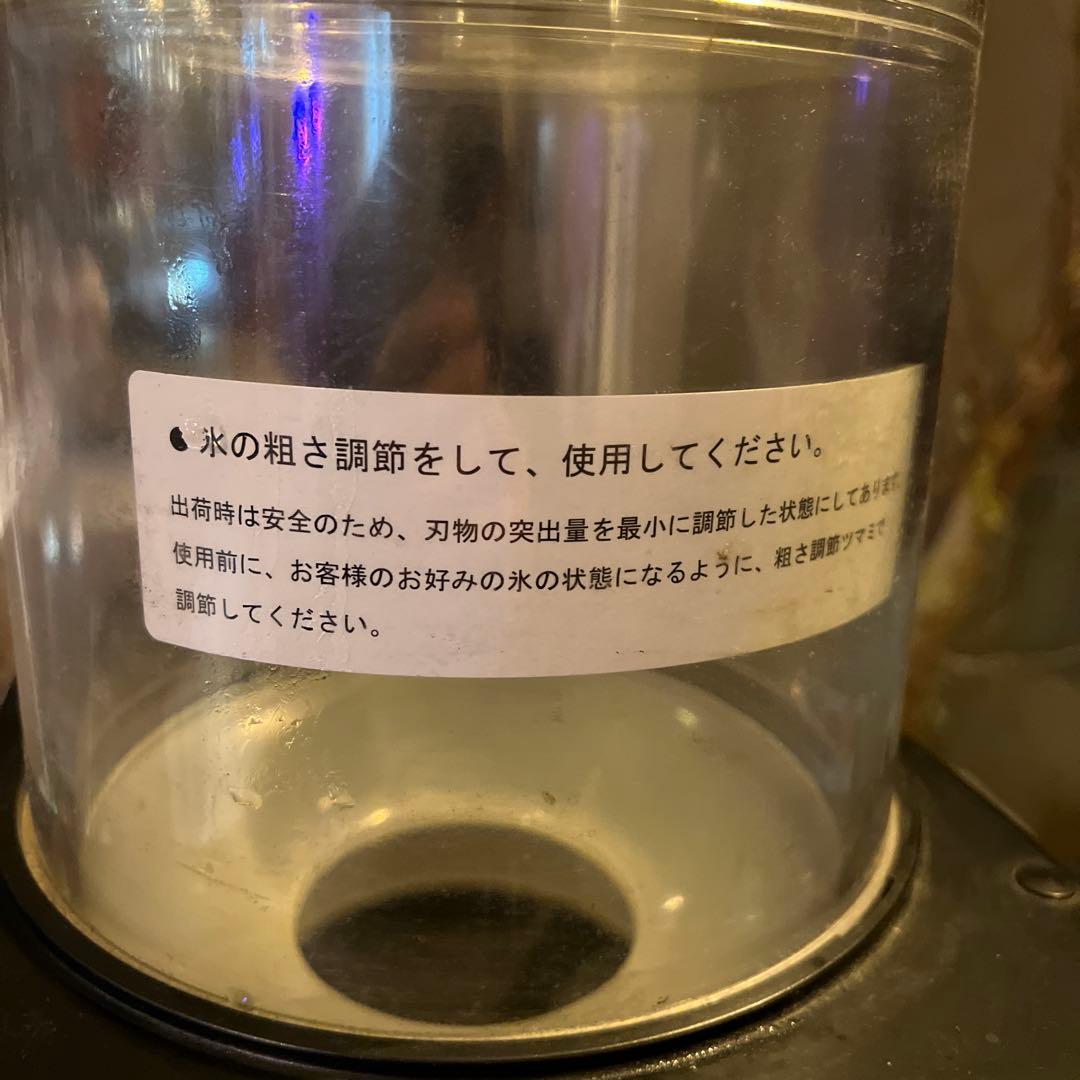 ●氷の粗さ調節をして、使用してください。
出荷時は安全のため、刃物の突出量を最小に調節した状態にしてあります。
使用前に、お客様のお好みの氷の状態になるように、粗さ調節ツマミで
調節してください。